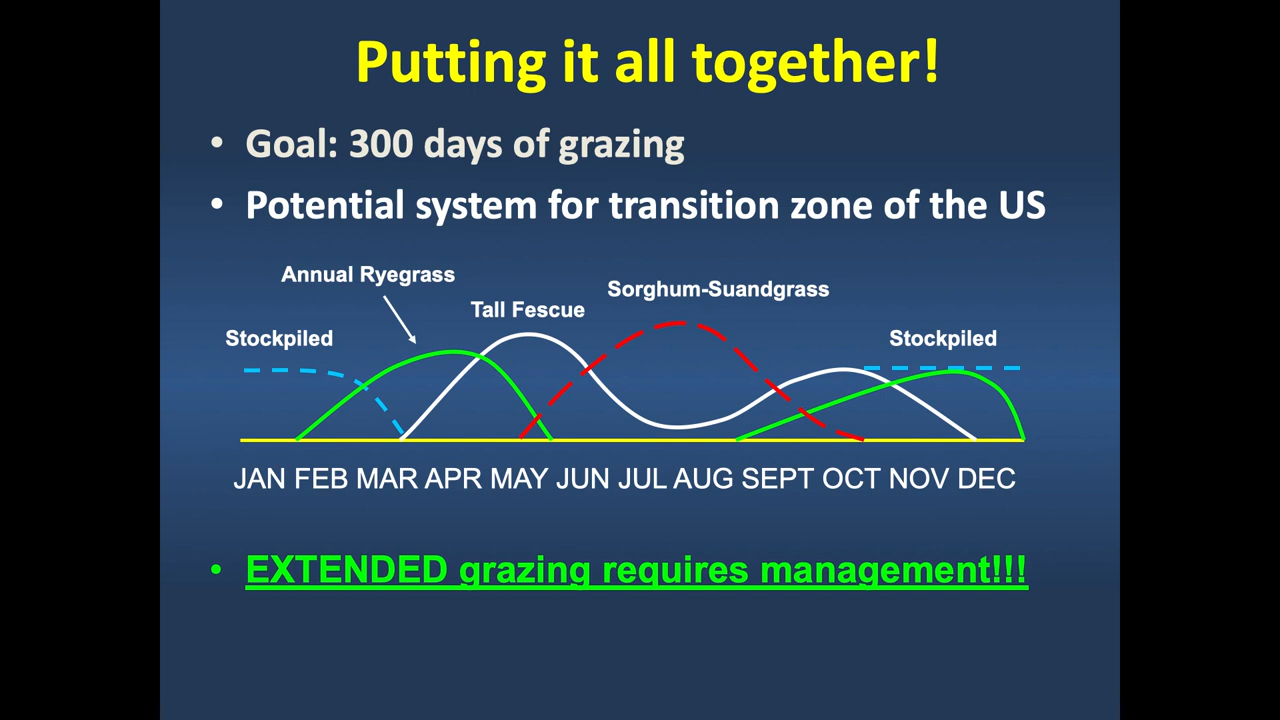 Putting it all together!
• Goal: 300 days of grazing
• Potential system for transition zone of the US
Annual Ryegrass
Sorghum-Suandgrass
Tall Fescue
Stockpiled
Stockpiled
JAN FEB MAR APR MAY JUN JUL AUG SEPT OCT NOV DEC
• EXTENDED grazing requires management!!!